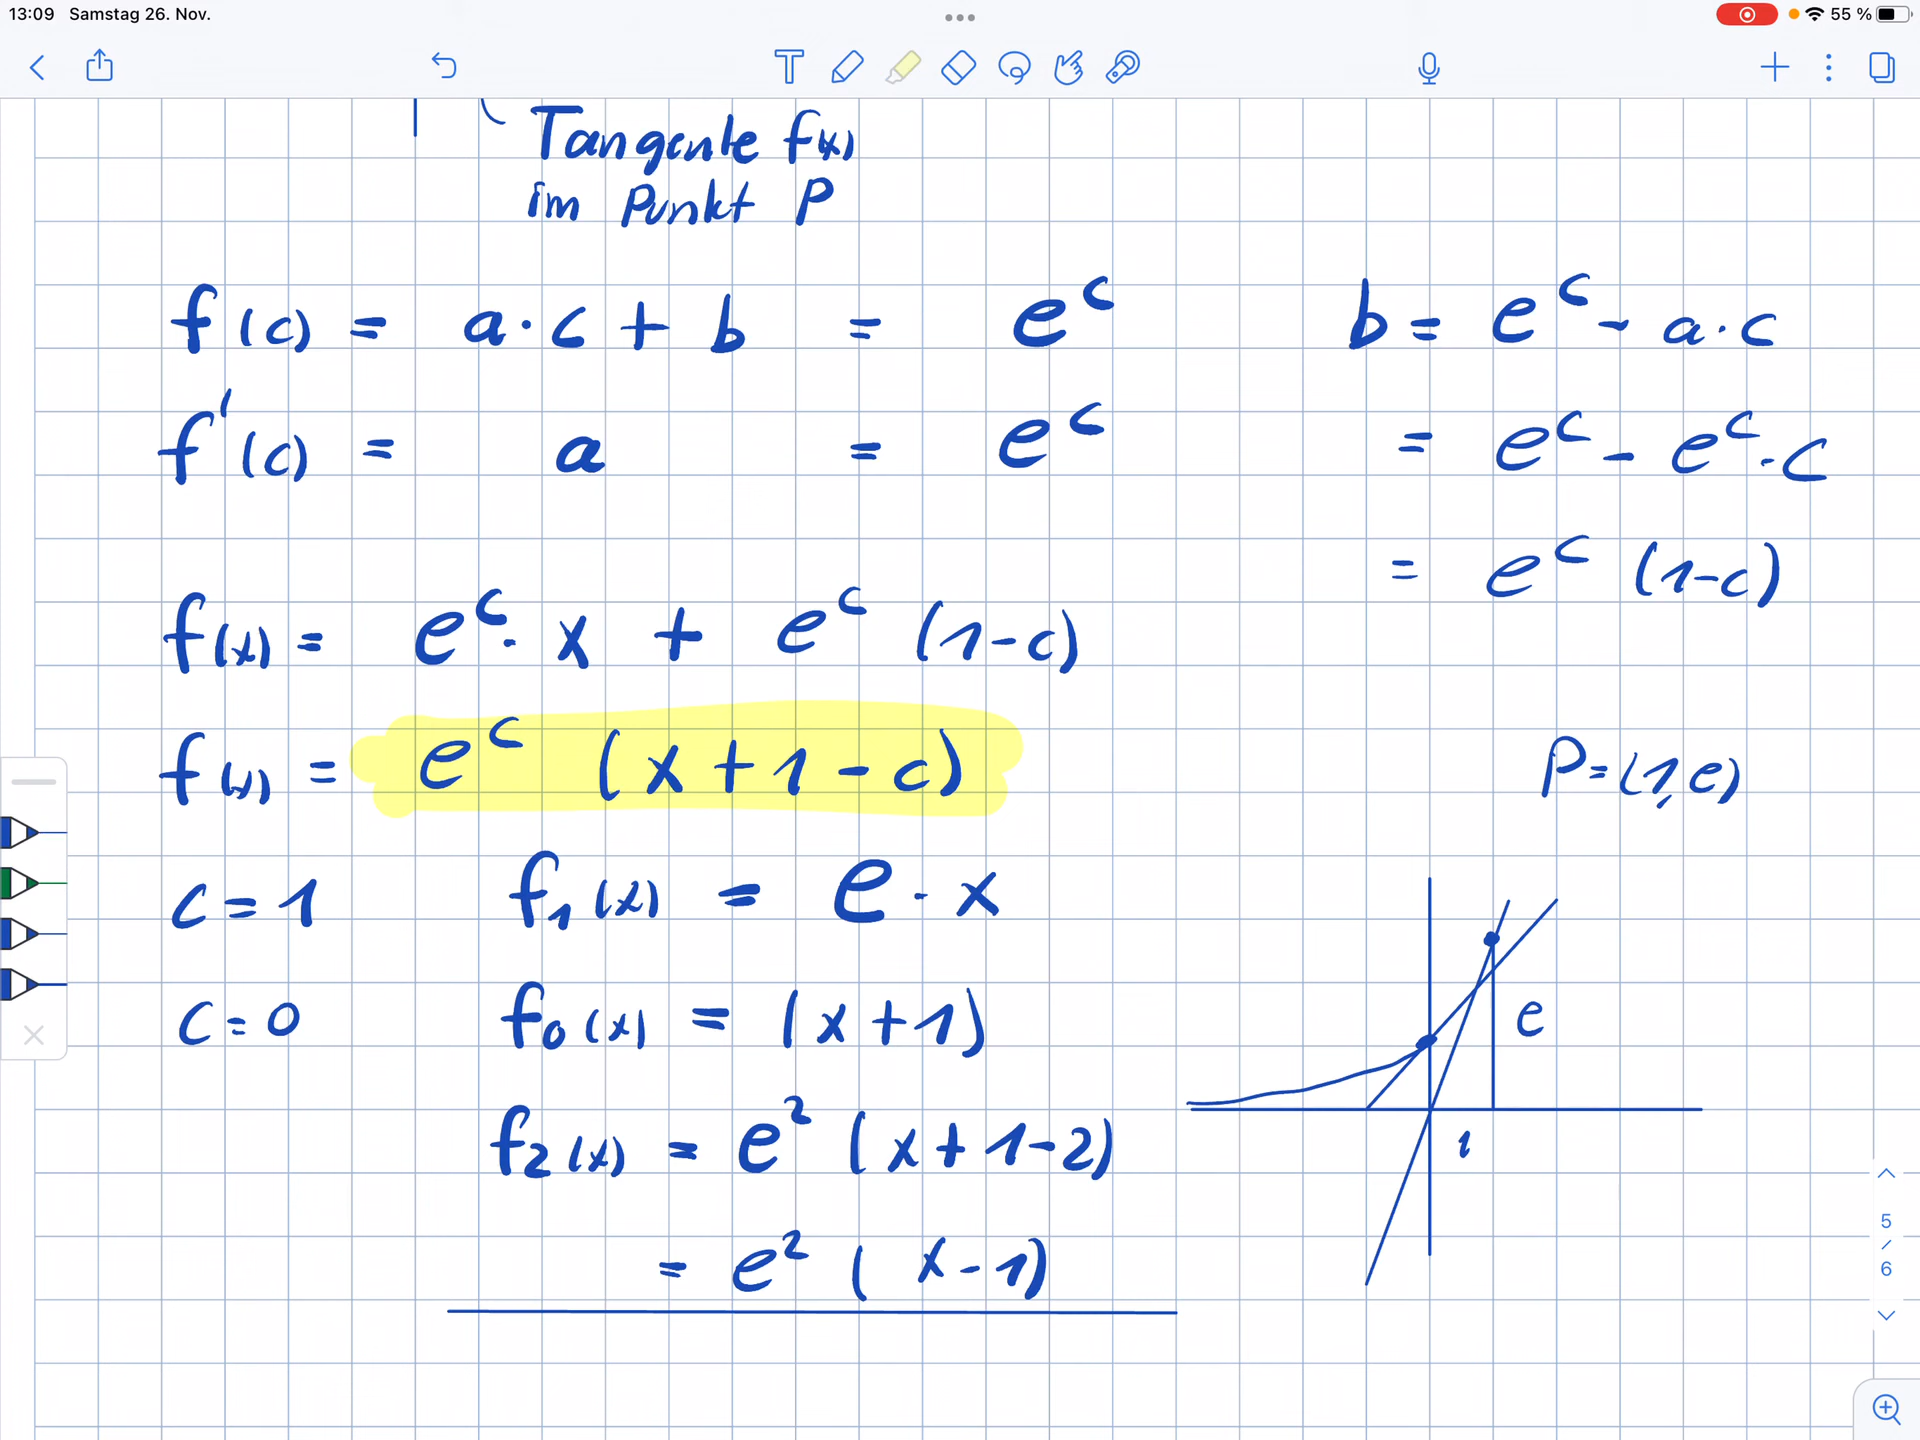 13:09 Samstag 26. Nov.
55 %
Tangente f(x)
im Punkt P
f(c) = a·c + b = e^c
b = e^c - a·c
f'(c) = a = e^c
= e^c - e^c·c
= e^c (1-c)
f(x) = e^c · x + e^c (1-c)
f(x) = e^c (x+1-c)
P=(1,e)
c=1 f₁(x) = e·x
c=0 f₀(x) = (x+1)
e
f₂(x) = e² (x+1-2)
1
= e² (x-1)
5
/
6